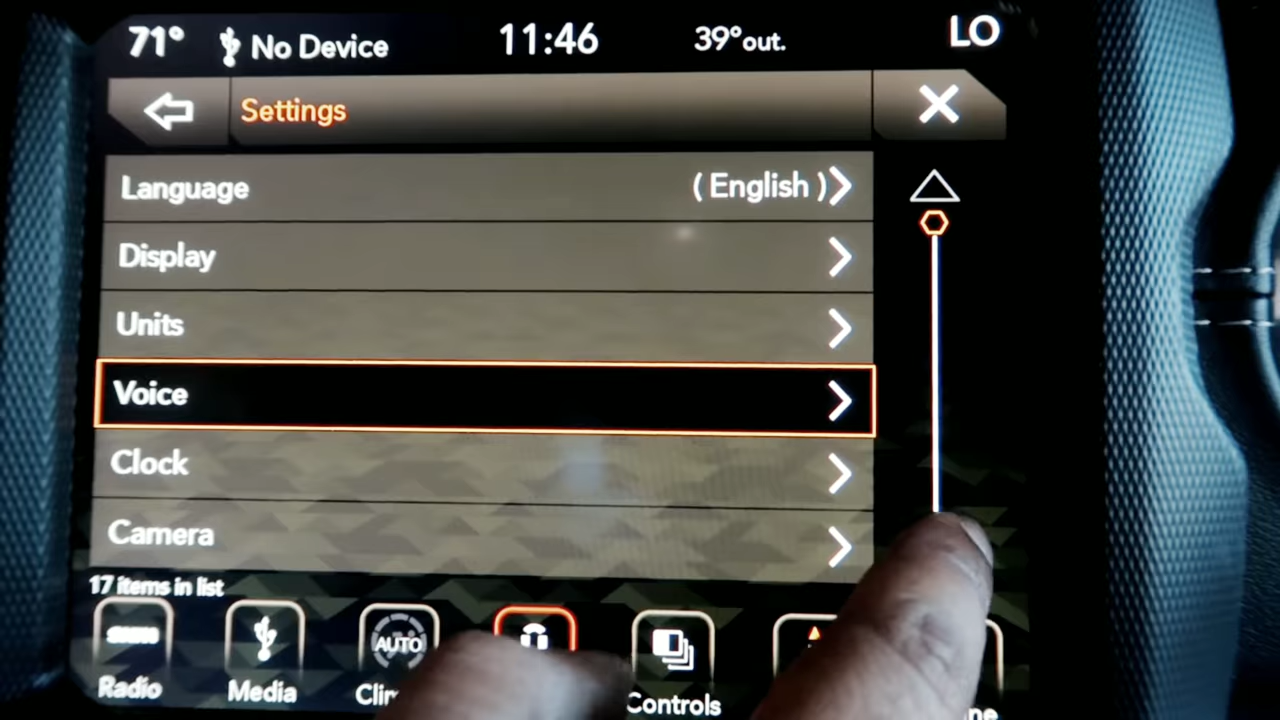 71° No Device 11:46 39°out. LO
Settings
Language ( English )
Display
Units
Voice
Clock
Camera
17 items in list
AUTO
Radio Media Controls